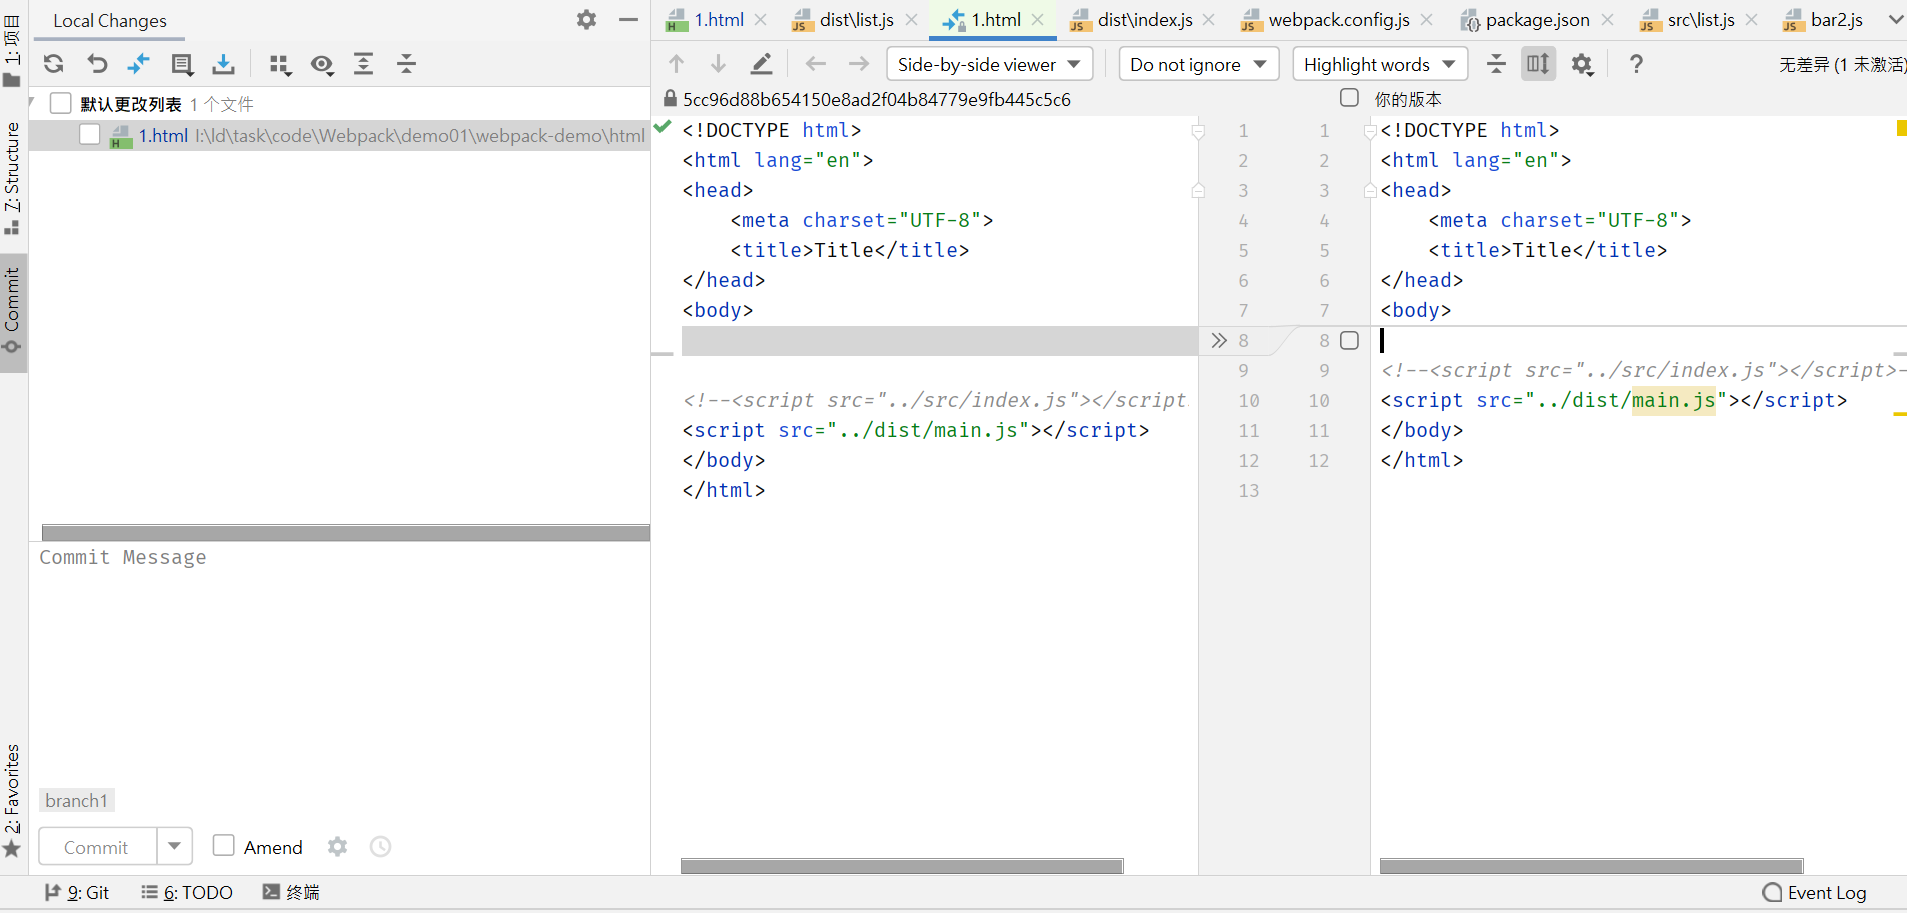 Local Changes
1.html
dist\list.js
1.html
dist\index.js
webpack.config.js
package.json
src\list.js
bar2.js
Side-by-side viewer
Do not ignore
Highlight words
?
无差异 (1 未激活)
默认更改列表 1 个文件
1.html I:\ld\task\code\Webpack\demo01\webpack-demo\html
5cc96d88b654150e8ad2f04b84779e9fb445c5c6
你的版本
<!DOCTYPE html>
<html lang="en">
<head>
    <meta charset="UTF-8">
    <title>Title</title>
</head>
<body>
<!--<script src="../src/index.js"></script
<script src="../dist/main.js"></script>
</body>
</html>
1
2
3
4
5
6
7
8
9
10
11
12
13
1
2
3
4
5
6
7
8
9
10
11
12
<!DOCTYPE html>
<html lang="en">
<head>
    <meta charset="UTF-8">
    <title>Title</title>
</head>
<body>
<!--<script src="../src/index.js"></script>-
<script src="../dist/main.js"></script>
</body>
</html>
Commit Message
branch1
Commit
Amend
1: 项目
7: Structure
Commit
2: Favorites
9: Git
6: TODO
终端
Event Log